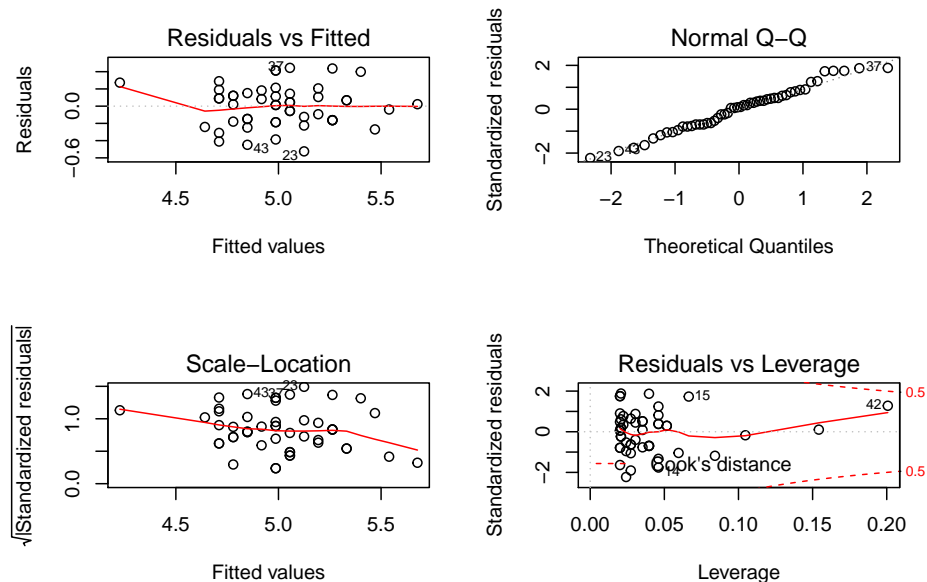 Residuals vs Fitted
Residuals
0.0
−0.6
37
43
23
4.5 5.0 5.5
Fitted values
Normal Q−Q
Standardized residuals
2
0
−2
37
23
43
−2 −1 0 1 2
Theoretical Quantiles
Scale−Location
√|Standardized residuals|
1.0
0.0
43
37
23
4.5 5.0 5.5
Fitted values
Residuals vs Leverage
Standardized residuals
2
0
−2
15
42
14
Cook's distance
0.5
0.5
0.00 0.05 0.10 0.15 0.20
Leverage